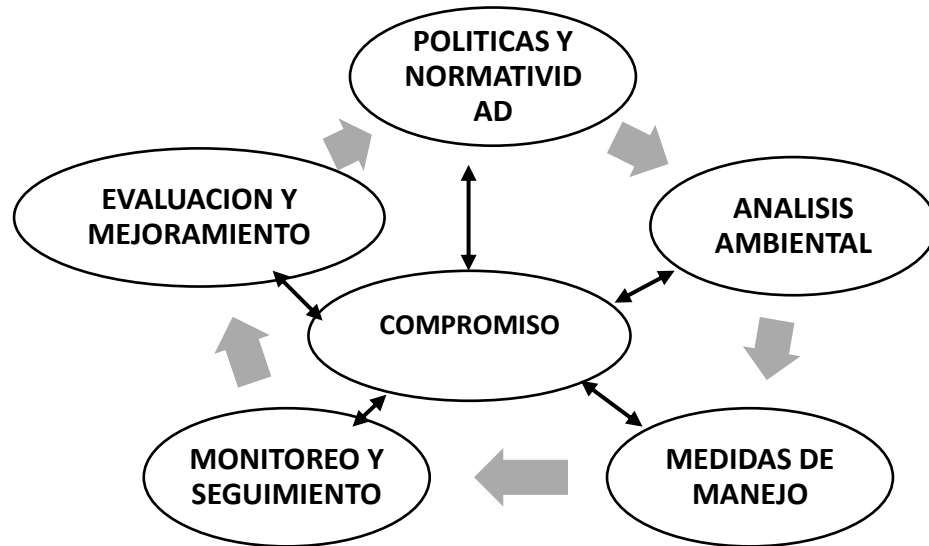 POLITICAS Y
NORMATIVID
AD
EVALUACION Y
MEJORAMIENTO
ANALISIS
AMBIENTAL
COMPROMISO
MONITOREO Y
SEGUIMIENTO
MEDIDAS DE
MANEJO